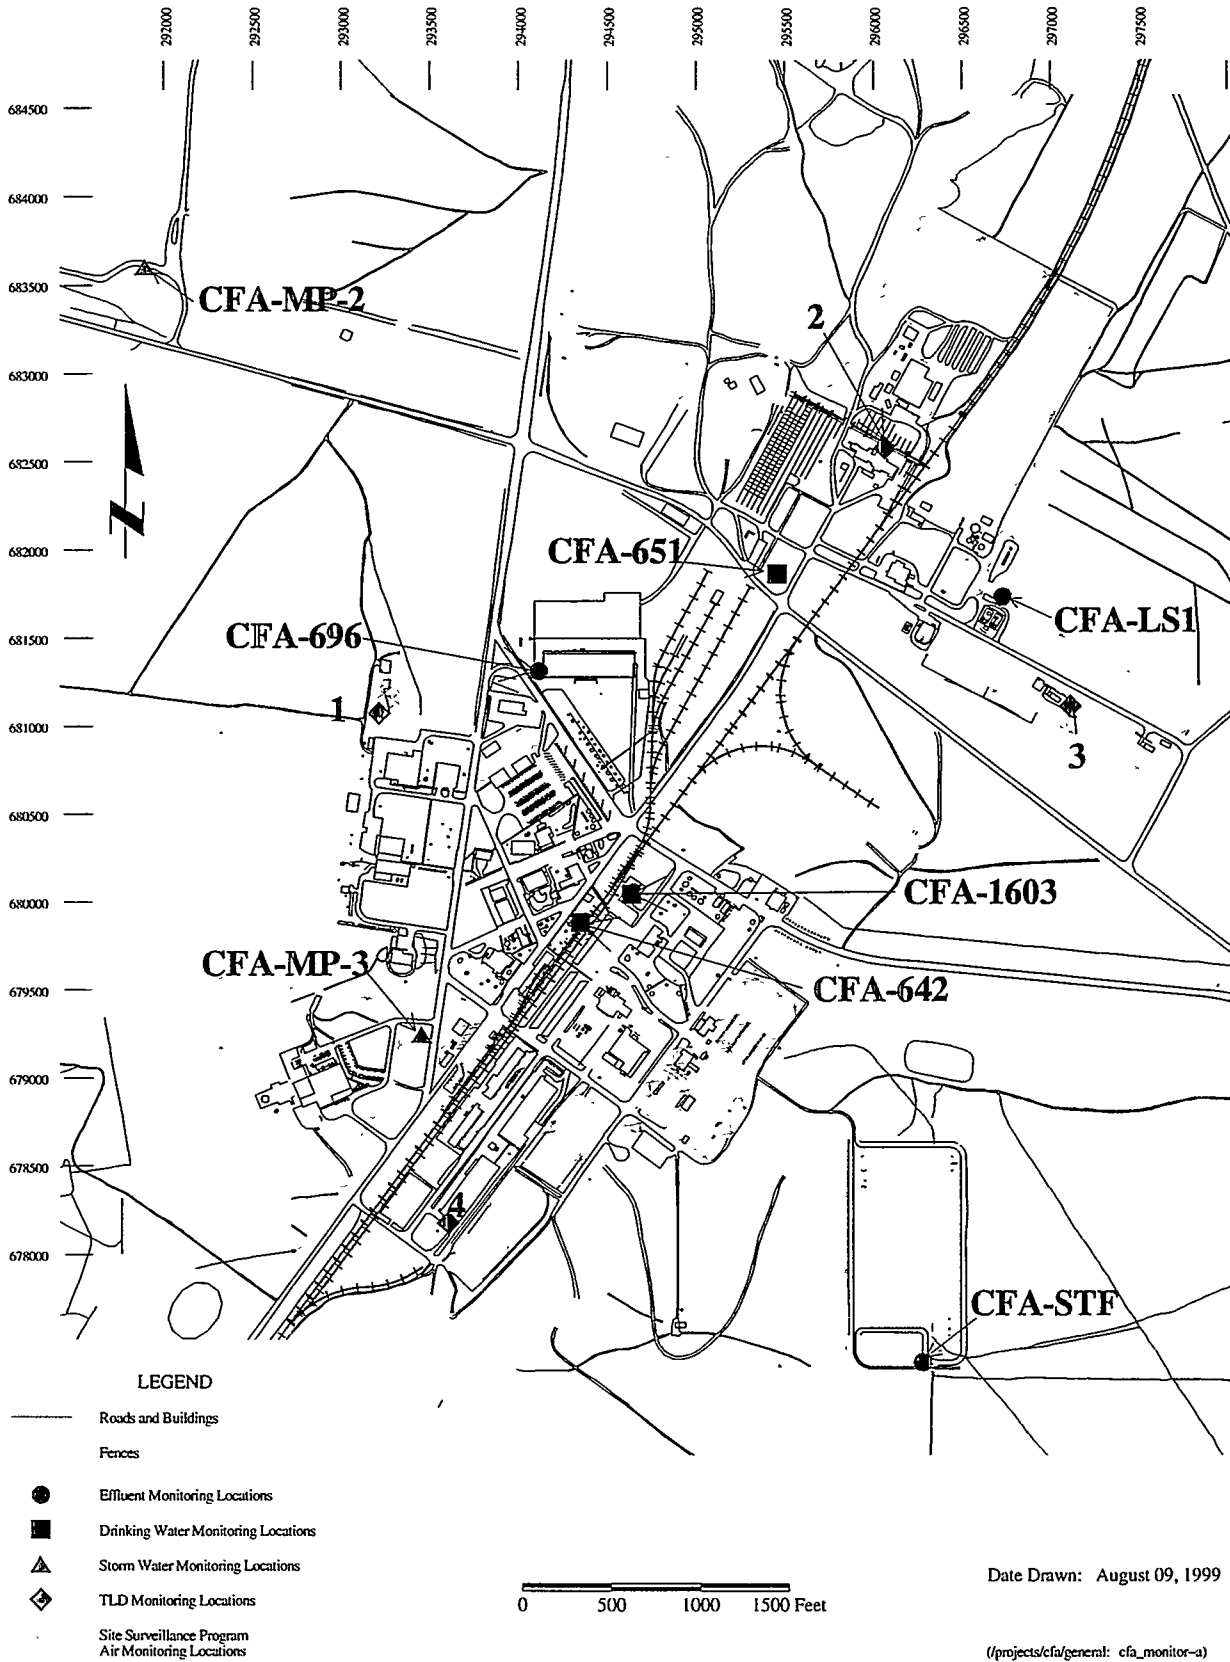 292000
292500
293000
293500
294000
294500
295000
295500
296000
296500
297000
297500
684500
684000
683500
683000
682500
682000
681500
681000
680500
680000
679500
679000
678500
678000
CFA-MP-2
2
N
CFA-651
CFA-LS1
CFA-696
1
3
CFA-1603
CFA-MP-3
CFA-642
4
CFA-STF
LEGEND
Roads and Buildings
Fences
Effluent Monitoring Locations
Drinking Water Monitoring Locations
Storm Water Monitoring Locations
TLD Monitoring Locations
Site Surveillance Program
Air Monitoring Locations
0 500 1000 1500 Feet
Date Drawn: August 09, 1999
(/projects/cfa/general: cfa_monitor-a)